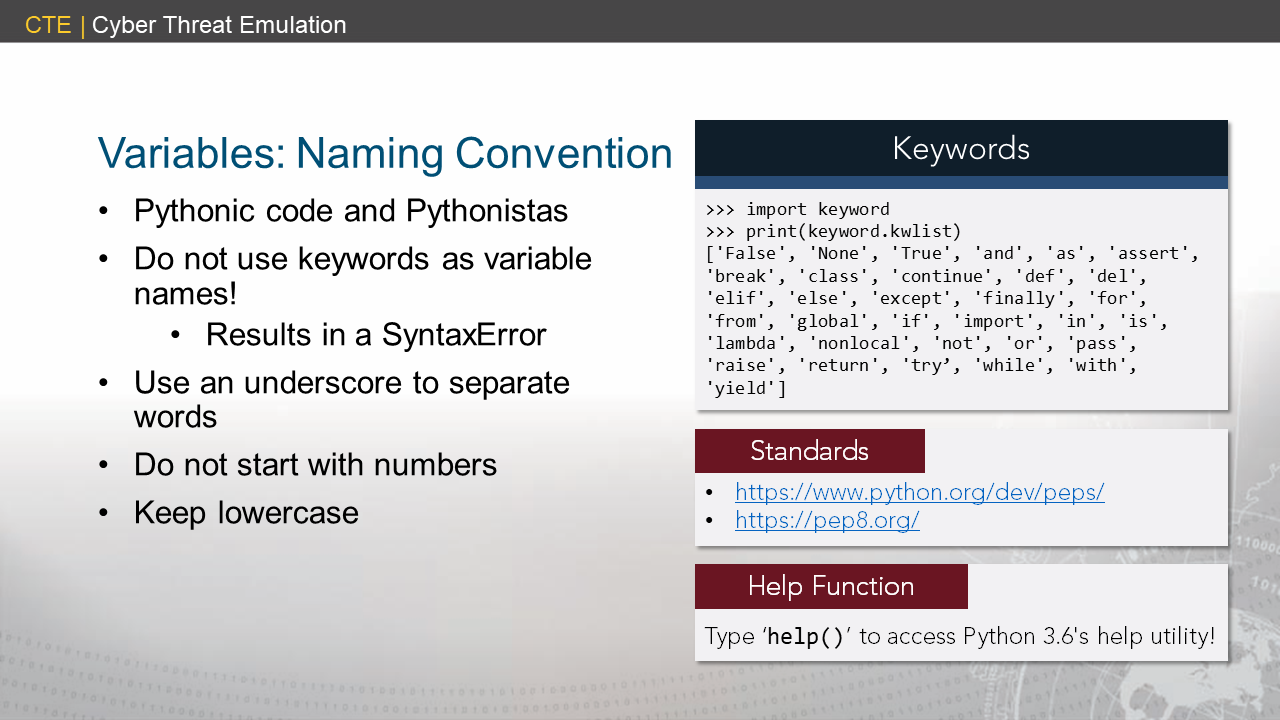 CTE | Cyber Threat Emulation
Variables: Naming Convention
• Pythonic code and Pythonistas
• Do not use keywords as variable
names!
• Results in a SyntaxError
• Use an underscore to separate
words
• Do not start with numbers
• Keep lowercase
Keywords
>>> import keyword
>>> print(keyword.kwlist)
['False', 'None', 'True', 'and', 'as', 'assert',
'break', 'class', 'continue', 'def', 'del',
'elif', 'else', 'except', 'finally', 'for',
'from', 'global', 'if', 'import', 'in', 'is',
'lambda', 'nonlocal', 'not', 'or', 'pass',
'raise', 'return', 'try’, 'while', 'with',
'yield']
Standards
• https://www.python.org/dev/peps/
• https://pep8.org/
Help Function
Type ‘help()’ to access Python 3.6's help utility!